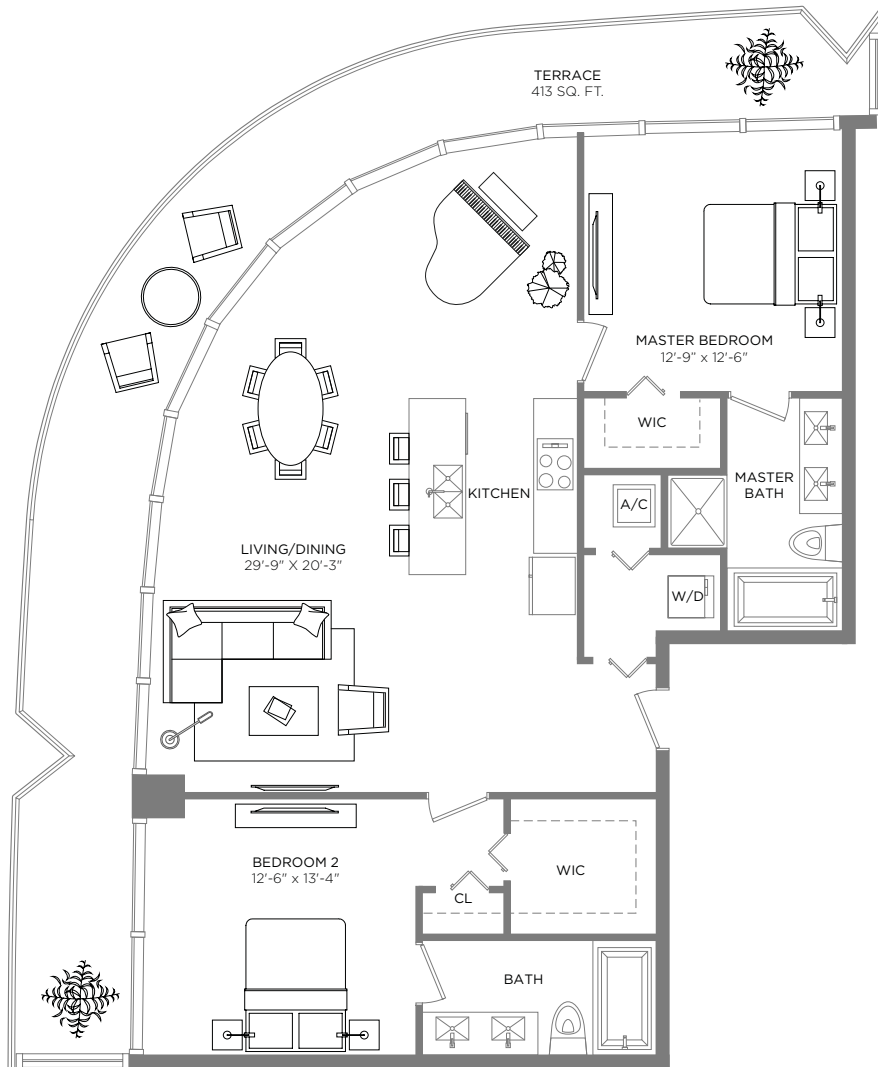 TERRACE
413 SQ. FT.
MASTER BEDROOM
12'-9" x 12'-6"
WIC
KITCHEN
MASTER
BATH
A/C
LIVING/DINING
29'-9" X 20'-3"
W/D
BEDROOM 2
12'-6" x 13'-4"
WIC
CL
BATH